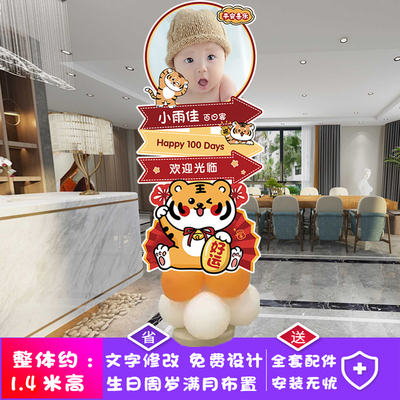 平安喜乐
小雨佳 百日宴
Happy 100 Days
欢迎光临
好运
省 送
整体约：
1.4米高
文字修改 免费设计
生日周岁满月布置
全套配件
安装无忧